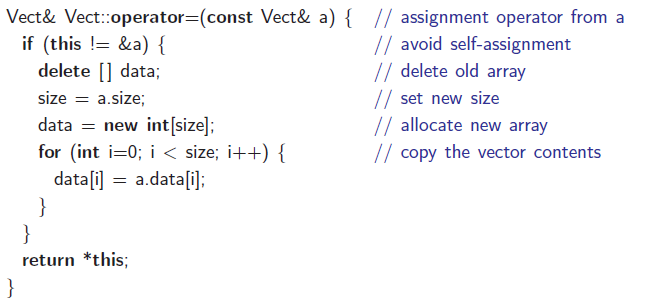 Vect& Vect::operator=(const Vect& a) { // assignment operator from a
if (this != &a) { // avoid self-assignment
delete [] data; // delete old array
size = a.size; // set new size
data = new int[size]; // allocate new array
for (int i=0; i < size; i++) { // copy the vector contents
data[i] = a.data[i];
}
}
return *this;
}